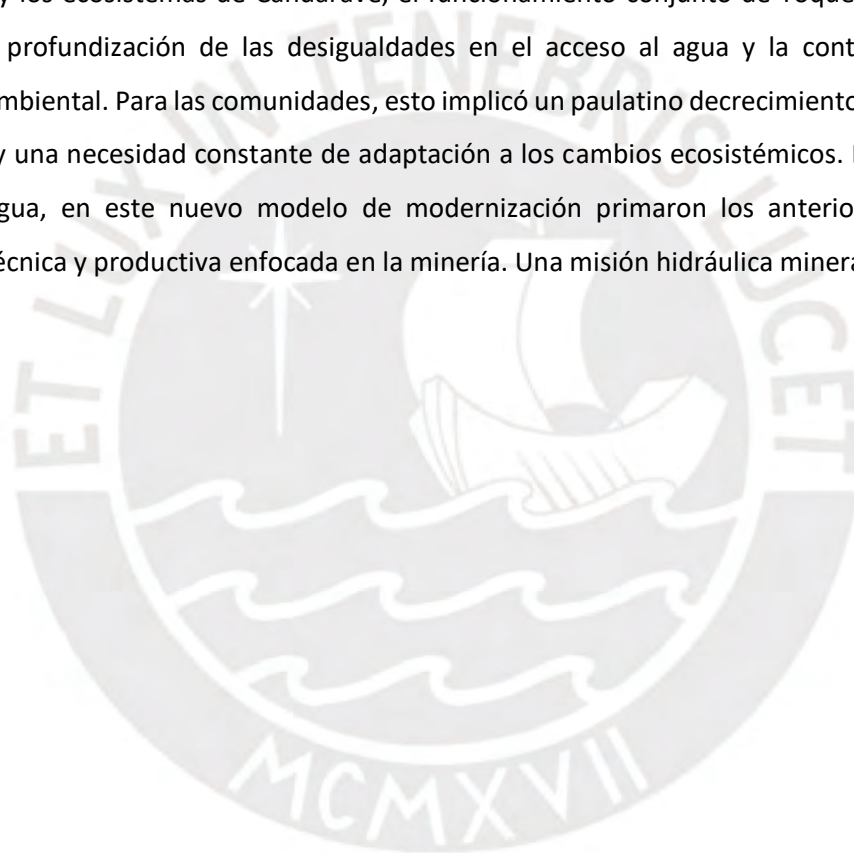 y los ecosistemas de Candarave, el funcionamiento conjunto de
profundización de las desigualdades en el acceso al agua y la
mbiental. Para las comunidades, esto implicó un paulatino decrecimiento
y una necesidad constante de adaptación a los cambios ecosistémicos.
gua, en este nuevo modelo de modernización primaron los
écnica y productiva enfocada en la minería. Una misión hidráulica
ET LUX IN TENEBRIS LUCET
MCMXVII